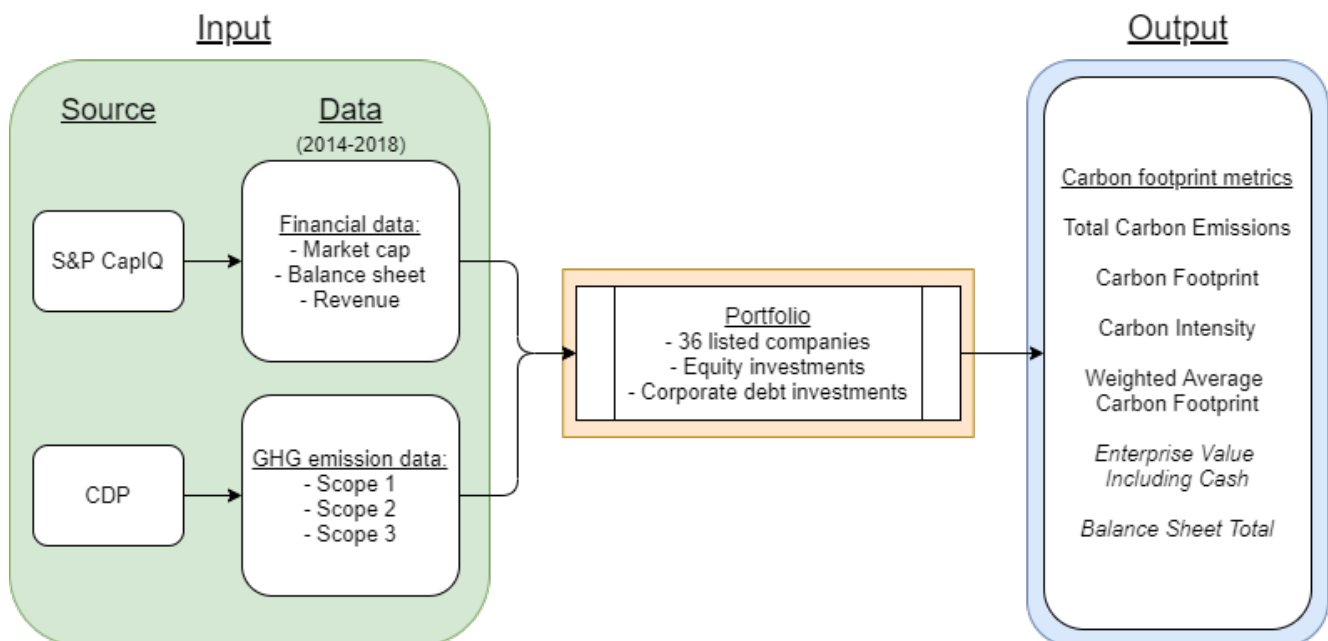 Input
Source
Data
(2014-2018)
S&P CapIQ
Financial data:
- Market cap
- Balance sheet
- Revenue
CDP
GHG emission data:
- Scope 1
- Scope 2
- Scope 3
Portfolio
- 36 listed companies
- Equity investments
- Corporate debt investments
Output
Carbon footprint metrics
Total Carbon Emissions
Carbon Footprint
Carbon Intensity
Weighted Average
Carbon Footprint
Enterprise Value
Including Cash
Balance Sheet Total